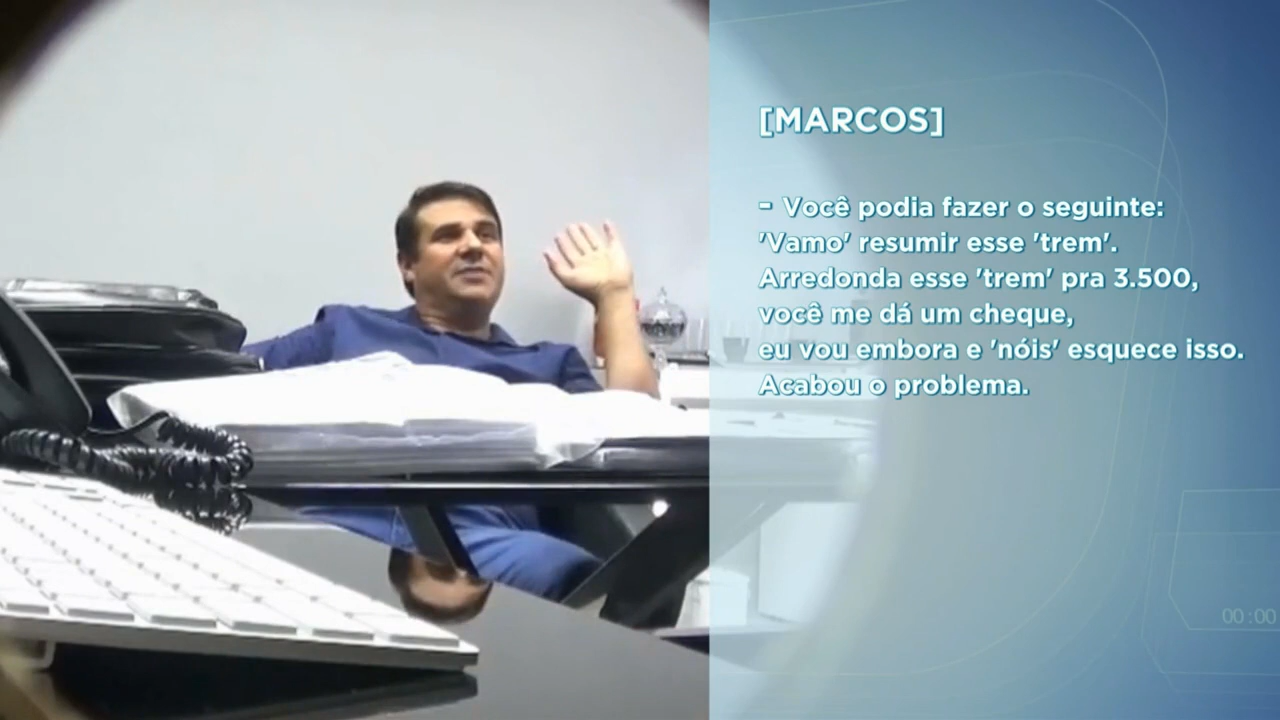 [MARCOS]
- Você podia fazer o seguinte:
'Vamo' resumir esse 'trem'.
Arredonda esse 'trem' pra 3.500,
você me dá um cheque,
eu vou embora e 'nóis' esquece isso.
Acabou o problema.
00:00